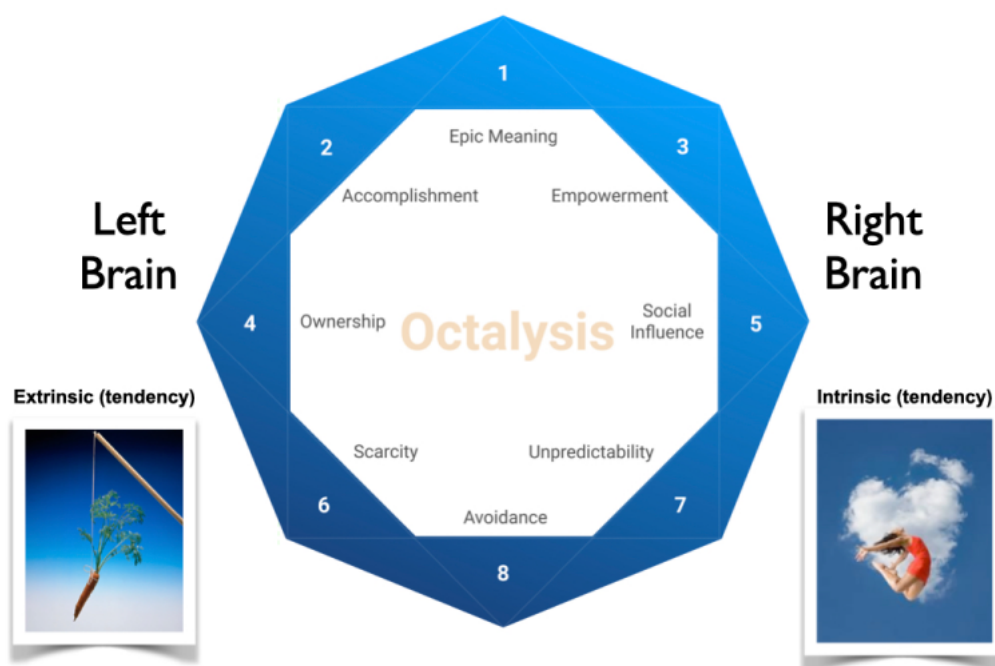 1
Epic Meaning
2
3
Accomplishment
Empowerment
Left
Brain
Right
Brain
4
Ownership
Octalysis
Social
Influence
5
Extrinsic (tendency)
Intrinsic (tendency)
Scarcity
Unpredictability
6
7
Avoidance
8